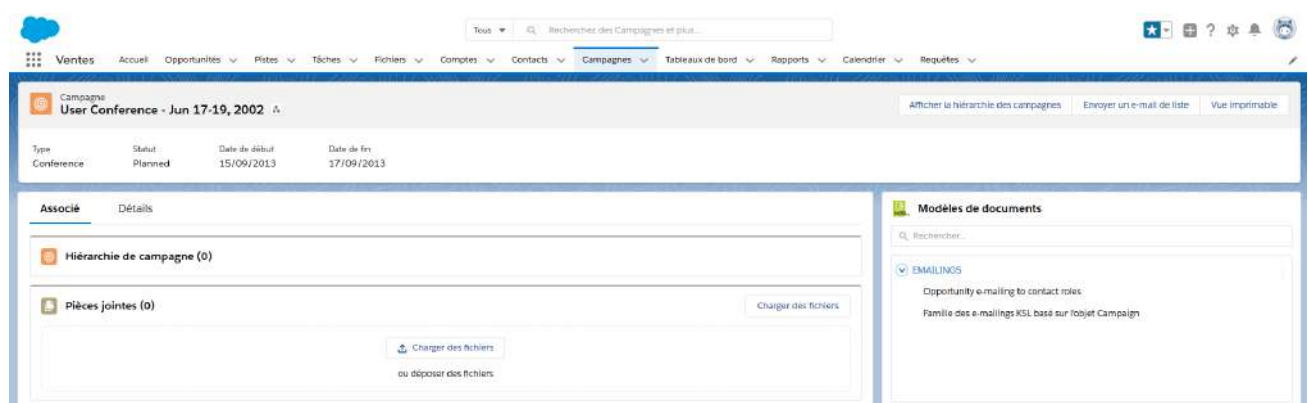 Tous
Recherchez des Campagnes et plus...
Ventes Accueil Opportunités Pistes Tâches Fichiers Comptes Contacts Campagnes Tableaux de bord Rapports Calendrier Requêtes
Campagne
User Conference - Jun 17-19, 2002
Afficher la hiérarchie des campagnes Envoyer un e-mail de liste Vue imprimable
Type Statut Date de début Date de fin
Conference Planned 15/09/2013 17/09/2013
Associé Détails
Hiérarchie de campagne (0)
Pièces jointes (0)
Charger des fichiers
Charger des fichiers
ou déposer des fichiers
Modèles de documents
Rechercher...
EMAILINGS
Opportunity e-mailing to contact roles
Famille des e-mailings KSL basé sur l'objet Campaign